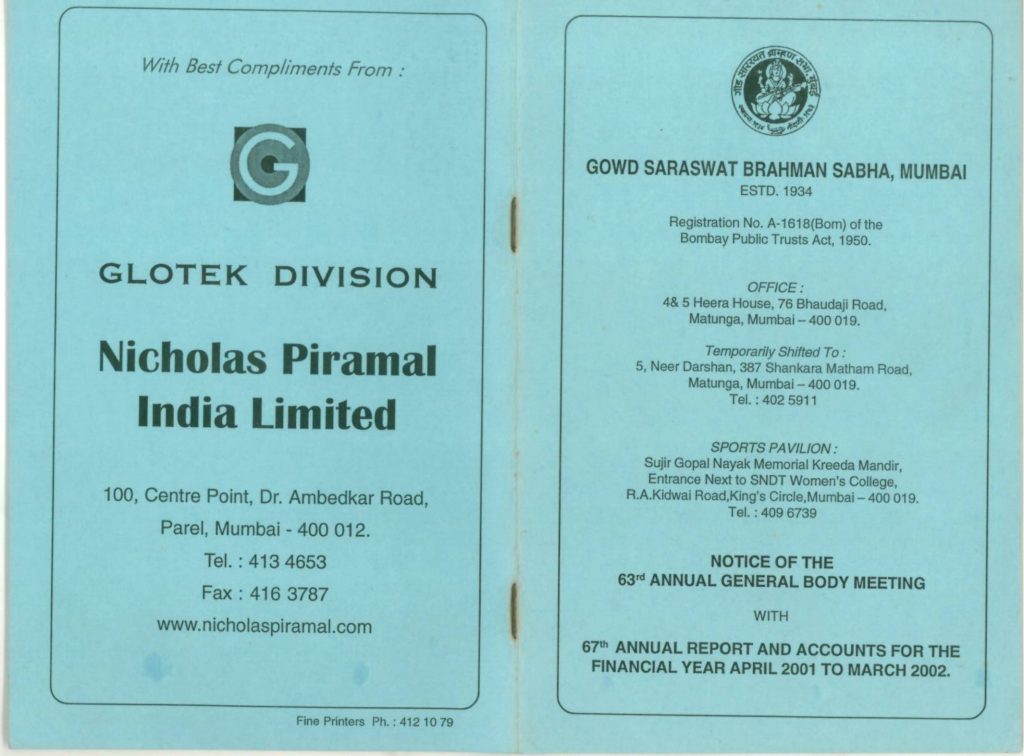 With Best Compliments From :
G
GLOTEK DIVISION
Nicholas Piramal
India Limited
100, Centre Point, Dr. Ambedkar Road,
Parel, Mumbai - 400 012.
Tel. : 413 4653
Fax : 416 3787
www.nicholaspiramal.com
Fine Printers Ph. : 412 10 79
गौड सारस्वत ब्राह्मण सभा, मुंबई
GOWD SARASWAT BRAHMAN SABHA, MUMBAI
ESTD. 1934
Registration No. A-1618(Bom) of the
Bombay Public Trusts Act, 1950.
OFFICE :
4& 5 Heera House, 76 Bhaudaji Road,
Matunga, Mumbai – 400 019.
Temporarily Shifted To :
5, Neer Darshan, 387 Shankara Matham Road,
Matunga, Mumbai – 400 019.
Tel. : 402 5911
SPORTS PAVILION :
Sujir Gopal Nayak Memorial Kreeda Mandir,
Entrance Next to SNDT Women's College,
R.A.Kidwai Road,King's Circle,Mumbai – 400 019.
Tel. : 409 6739
NOTICE OF THE
63rd ANNUAL GENERAL BODY MEETING
WITH
67th ANNUAL REPORT AND ACCOUNTS FOR THE
FINANCIAL YEAR APRIL 2001 TO MARCH 2002.